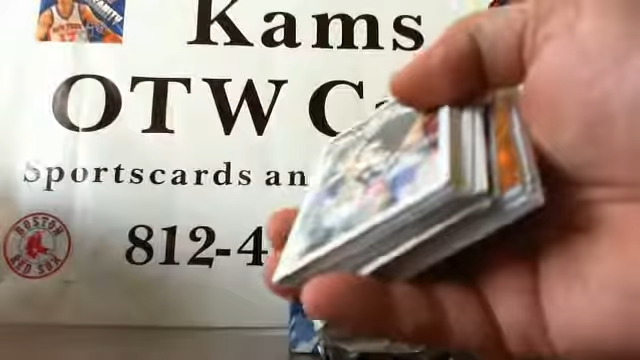 Kams
OTW
Sportscards an
812-4
BOSTON
RED SOX